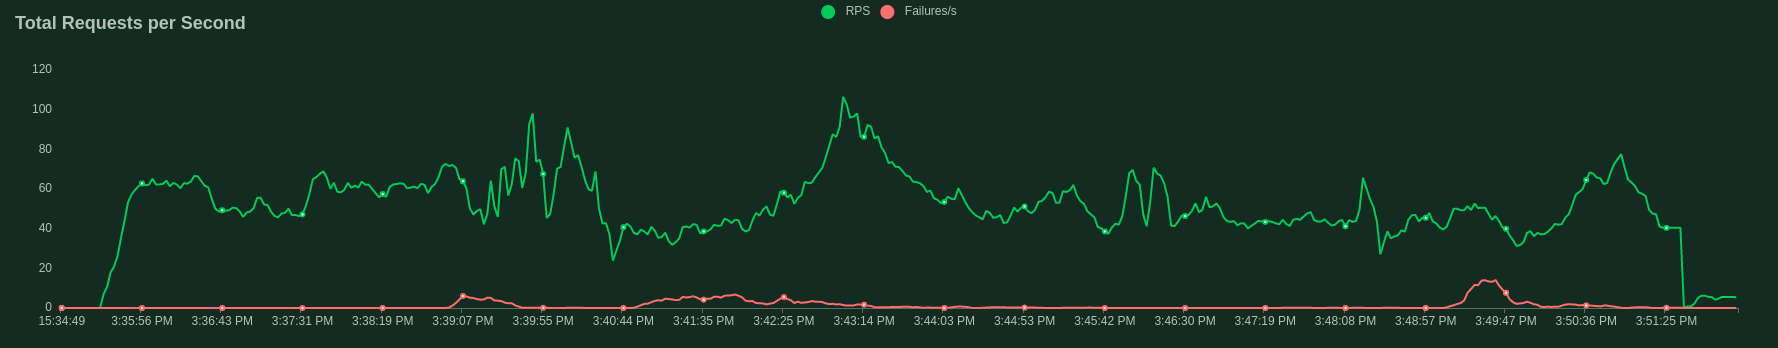 Total Requests per Second
RPS Failures/s
120
100
80
60
40
20
0
15:34:49 3:35:56 PM 3:36:43 PM 3:37:31 PM 3:38:19 PM 3:39:07 PM 3:39:55 PM 3:40:44 PM 3:41:35 PM 3:42:25 PM 3:43:14 PM 3:44:03 PM 3:44:53 PM 3:45:42 PM 3:46:30 PM 3:47:19 PM 3:48:08 PM 3:48:57 PM 3:49:47 PM 3:50:36 PM 3:51:25 PM